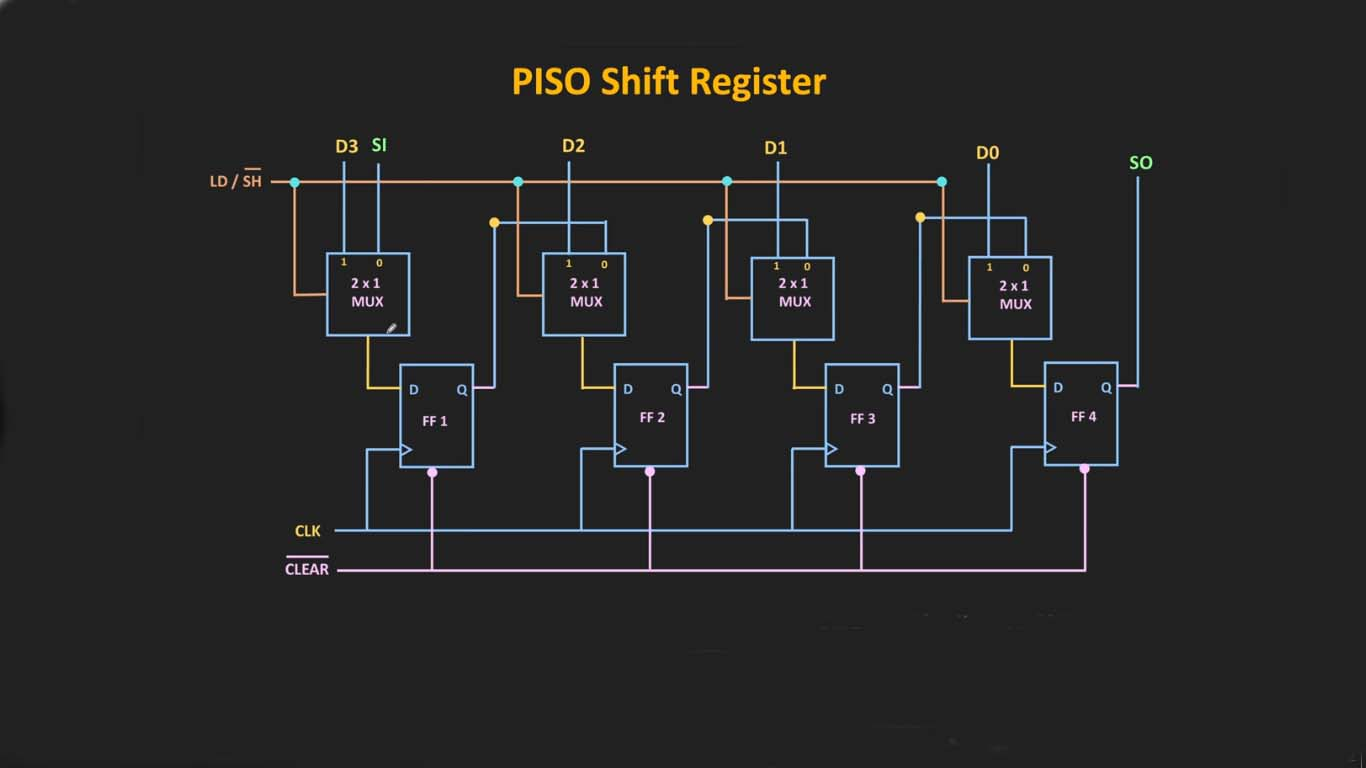 PISO Shift Register
D3 SI D2 D1 D0 SO
LD / SH
1 0 1 0 1 0 1 0
2 x 1 2 x 1 2 x 1 2 x 1
MUX MUX MUX MUX
D Q D Q D Q D Q
FF 1 FF 2 FF 3 FF 4
CLK
CLEAR